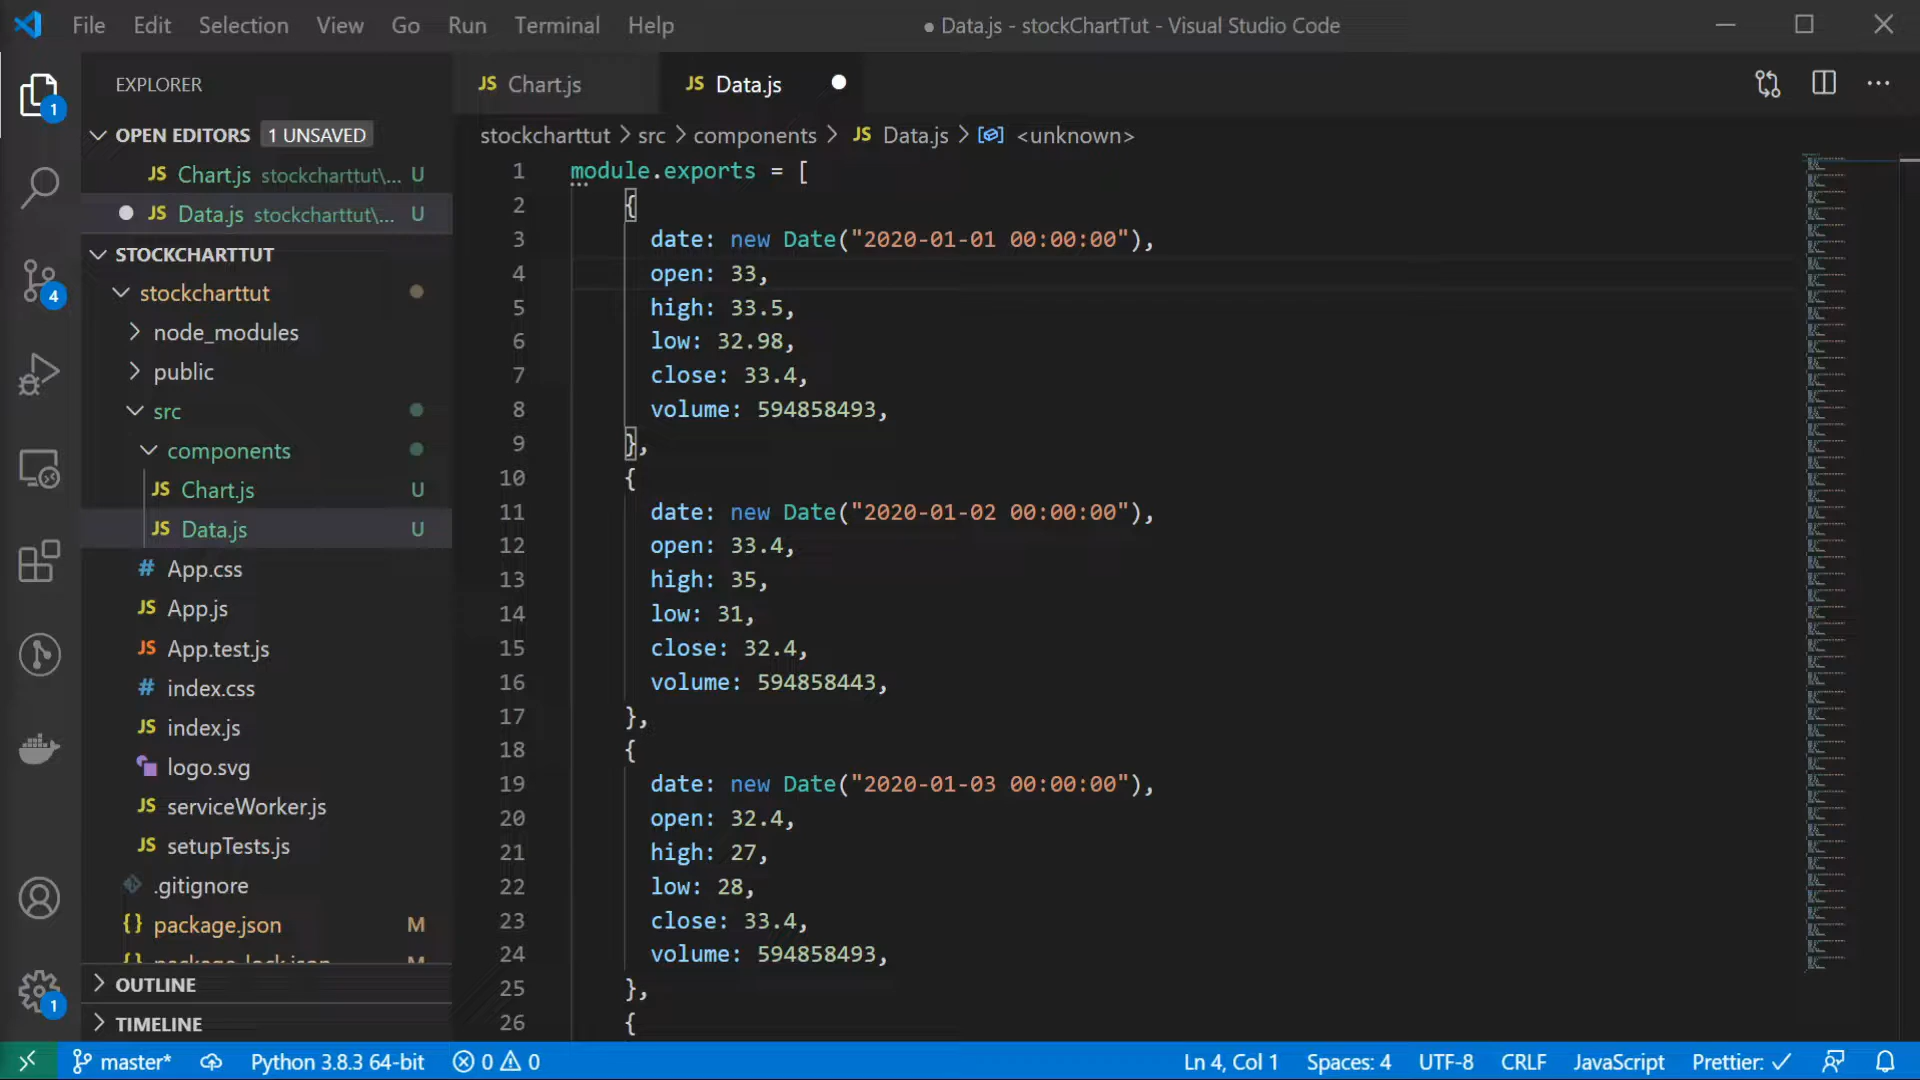 File Edit Selection View Go Run Terminal Help
● Data.js - stockChartTut - Visual Studio Code
EXPLORER
OPEN EDITORS 1 UNSAVED
JS Chart.js stockcharttut\... U
JS Data.js stockcharttut\... U
STOCKCHARTTUT
stockcharttut
node_modules
public
src
components
JS Chart.js U
JS Data.js U
# App.css
JS App.js
JS App.test.js
# index.css
JS index.js
logo.svg
JS serviceWorker.js
JS setupTests.js
.gitignore
{} package.json M
{} package-lock.json M
OUTLINE
TIMELINE
1
4
1
JS Chart.js
JS Data.js
stockcharttut > src > components > JS Data.js > <unknown>
1 module.exports = [
2 {
3 date: new Date("2020-01-01 00:00:00"),
4 open: 33,
5 high: 33.5,
6 low: 32.98,
7 close: 33.4,
8 volume: 594858493,
9 },
10 {
11 date: new Date("2020-01-02 00:00:00"),
12 open: 33.4,
13 high: 35,
14 low: 31,
15 close: 32.4,
16 volume: 594858443,
17 },
18 {
19 date: new Date("2020-01-03 00:00:00"),
20 open: 32.4,
21 high: 27,
22 low: 28,
23 close: 33.4,
24 volume: 594858493,
25 },
26 {
master* Python 3.8.3 64-bit 0 0 Ln 4, Col 1 Spaces: 4 UTF-8 CRLF JavaScript Prettier: ✓